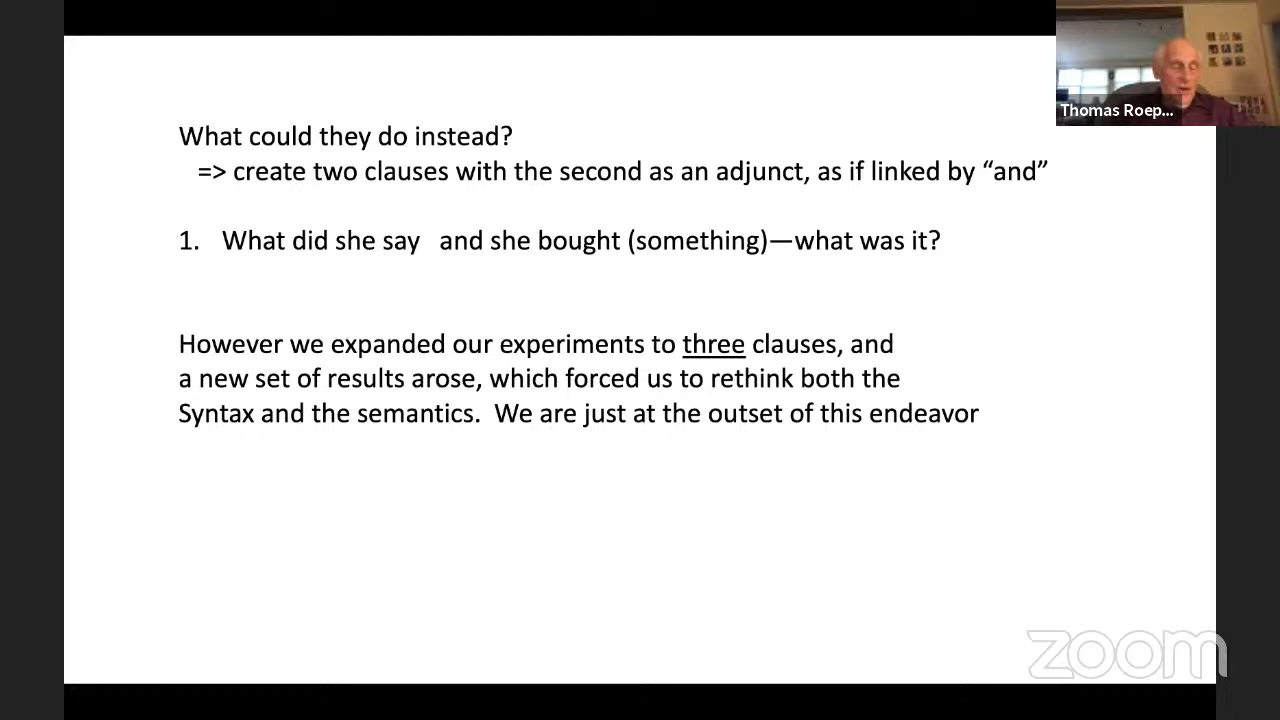 Thomas Roep...
What could they do instead?
=> create two clauses with the second as an adjunct, as if linked by “and”
1. What did she say and she bought (something)—what was it?
However we expanded our experiments to three clauses, and
a new set of results arose, which forced us to rethink both the
Syntax and the semantics. We are just at the outset of this endeavor
zoom